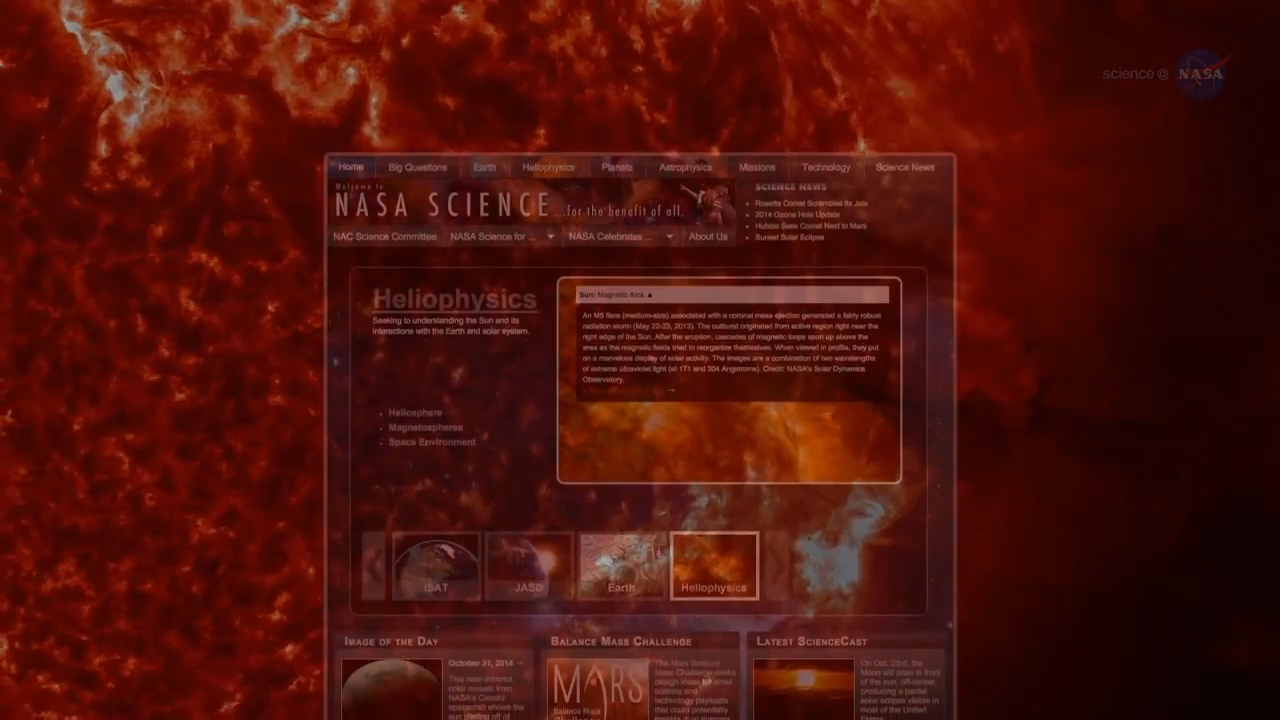 science@ NASA
Home Big Questions Earth Heliophysics Planets Astrophysics Missions Technology Science News
Welcome to
NASA SCIENCE ...for the benefit of all.
SCIENCE NEWS
Rosetta Comet Scrambles Its Jets
2014 Ozone Hole Update
Hubble Sees Comet Next to Mars
Sunset Solar Eclipse
NAC Science Committee NASA Science for ... NASA Celebrates ... About Us
Heliophysics
Seeking to understanding the Sun and its
interactions with the Earth and solar system.
Heliosphere
Magnetospheres
Space Environment
Sun: Magnetic Arcs
An M5 flare (medium-size) associated with a coronal mass ejection generated a fairly robust
radiation storm (May 22-23, 2013). The outburst originated from active region right near the
right edge of the Sun. After the eruption, cascades of magnetic loops spun up above the
area as the magnetic fields tried to reorganize themselves. When viewed in profile, they put
on a marvelous display of solar activity. The images are a combination of two wavelengths
of extreme ultraviolet light (at 171 and 304 Angstroms). Credit: NASA's Solar Dynamics
Observatory.
ISAT JASD Earth Heliophysics
IMAGE OF THE DAY
October 31, 2014
This near-infrared,
color mosaic from
NASA's Cassini
spacecraft shows the
sun glinting off of
BALANCE MASS CHALLENGE
MARS
Balance Mass
Challenge
The Mars Balance
Mass Challenge seeks
design ideas for small
science and
technology payloads
that could potentially
LATEST SCIENCECAST
On Oct. 23rd, the
Moon will pass in front
of the sun, off-center,
producing a partial
solar eclipse visible in
most of the United